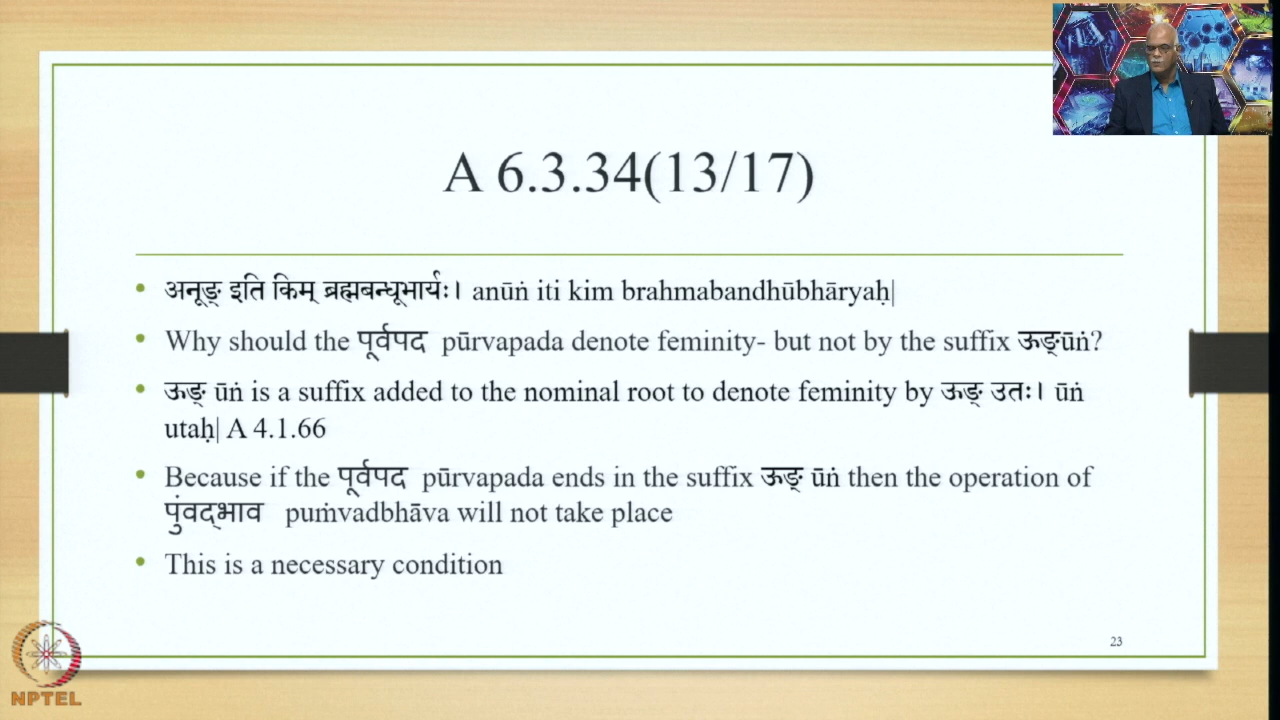 A 6.3.34(13/17)
• अनूङ् इति किम् ब्रह्मबन्धूभार्यः। anūṅ iti kim brahmabandhūbhāryaḥ|
• Why should the पूर्वपद pūrvapada denote feminity- but not by the suffix ऊङ्ūṅ?
• ऊङ् ūṅ is a suffix added to the nominal root to denote feminity by ऊङ् उतः। ūṅ
utaḥ| A 4.1.66
• Because if the पूर्वपद pūrvapada ends in the suffix ऊङ् ūṅ then the operation of
पुंवद्भाव puṁvadbhāva will not take place
• This is a necessary condition
23
NPTEL